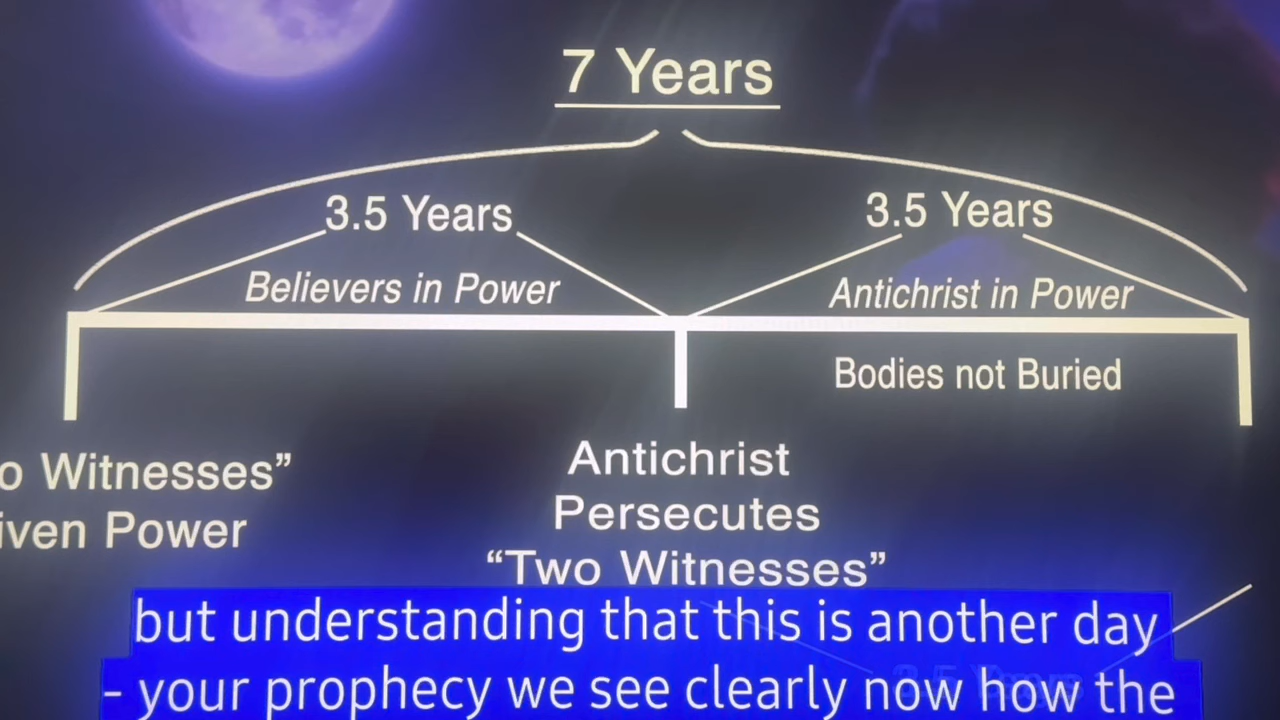 7 Years
3.5 Years
3.5 Years
Believers in Power
Antichrist in Power
Bodies not Buried
o Witnesses”
iven Power
Antichrist
Persecutes
“Two Witnesses”
but understanding that this is another day
- your prophecy we see clearly now how the